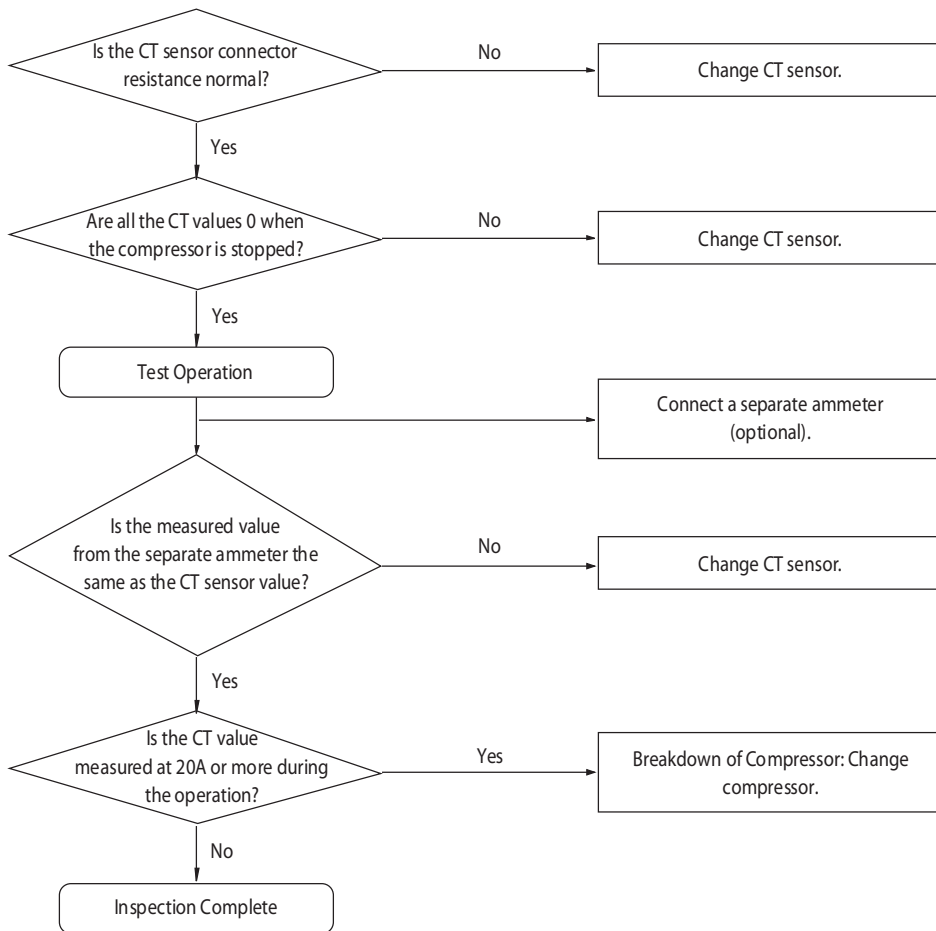 Is the CT sensor connector
resistance normal?
No
Change CT sensor.
Yes
Are all the CT values 0 when
the compressor is stopped?
No
Change CT sensor.
Yes
Test Operation
Connect a separate ammeter
(optional).
Is the measured value
from the separate ammeter the
same as the CT sensor value?
No
Change CT sensor.
Yes
Is the CT value
measured at 20A or more during
the operation?
Yes
Breakdown of Compressor: Change
compressor.
No
Inspection Complete